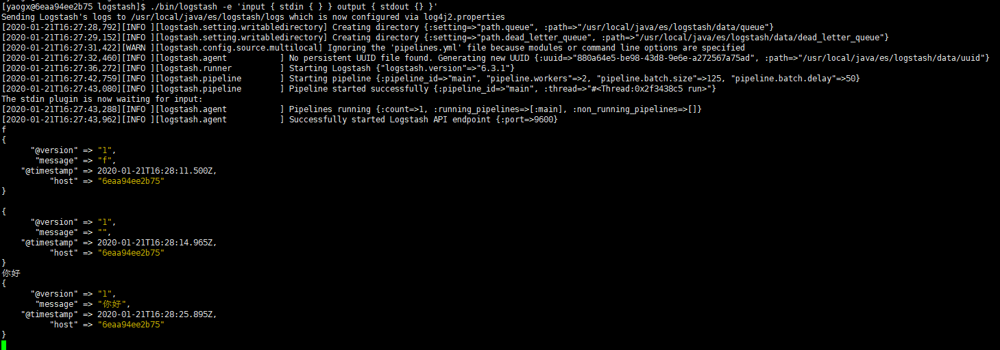 [yaogx@6eaa94ee2b75 logstash]$ ./bin/logstash -e 'input { stdin { } } output { stdout {} }'
Sending Logstash's logs to /usr/local/java/es/logstash/logs which is now configured via log4j2.properties
[2020-01-21T16:27:28,792][INFO ][logstash.setting.writabledirectory] Creating directory {:setting=>"path.queue", :path=>"/usr/local/java/es/logstash/data/queue"}
[2020-01-21T16:27:29,152][INFO ][logstash.setting.writabledirectory] Creating directory {:setting=>"path.dead_letter_queue", :path=>"/usr/local/java/es/logstash/data/dead_letter_queue"}
[2020-01-21T16:27:31,422][WARN ][logstash.config.source.multilocal] Ignoring the 'pipelines.yml' file because modules or command line options are specified
[2020-01-21T16:27:32,460][INFO ][logstash.agent           ] No persistent UUID file found. Generating new UUID {:uuid=>"880a64e5-be98-43d8-9e6e-a272567a75ad", :path=>"/usr/local/java/es/logstash/data/uuid"}
[2020-01-21T16:27:36,272][INFO ][logstash.runner          ] Starting Logstash {"logstash.version"=>"6.3.1"}
[2020-01-21T16:27:42,759][INFO ][logstash.pipeline        ] Starting pipeline {:pipeline_id=>"main", "pipeline.workers"=>2, "pipeline.batch.size"=>125, "pipeline.batch.delay"=>50}
[2020-01-21T16:27:43,080][INFO ][logstash.pipeline        ] Pipeline started successfully {:pipeline_id=>"main", :thread=>"#<Thread:0x2f3438c5 run>"}
The stdin plugin is now waiting for input:
[2020-01-21T16:27:43,288][INFO ][logstash.agent           ] Pipelines running {:count=>1, :running_pipelines=>[:main], :non_running_pipelines=>[]}
[2020-01-21T16:27:43,962][INFO ][logstash.agent           ] Successfully started Logstash API endpoint {:port=>9600}
f
{
      "@version" => "1",
       "message" => "f",
    "@timestamp" => 2020-01-21T16:28:11.500Z,
          "host" => "6eaa94ee2b75"
}
{
      "@version" => "1",
       "message" => "",
    "@timestamp" => 2020-01-21T16:28:14.965Z,
          "host" => "6eaa94ee2b75"
}
你好
{
      "@version" => "1",
       "message" => "你好",
    "@timestamp" => 2020-01-21T16:28:25.895Z,
          "host" => "6eaa94ee2b75"
}